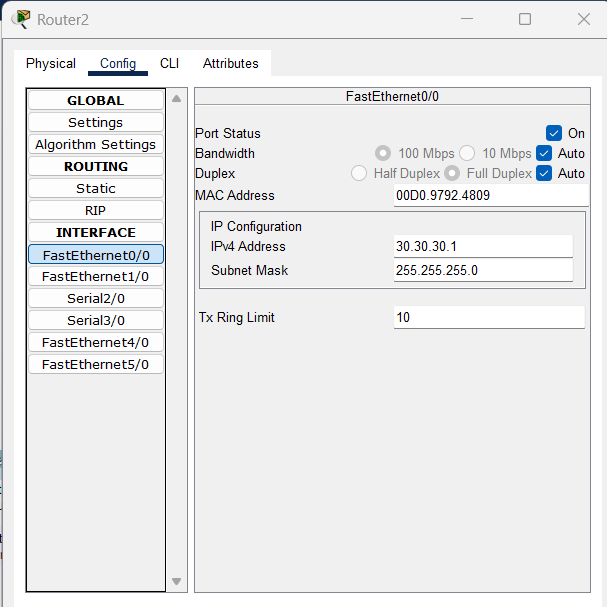 Router2
Physical Config CLI Attributes
GLOBAL
Settings
Algorithm Settings
ROUTING
Static
RIP
INTERFACE
FastEthernet0/0
FastEthernet1/0
Serial2/0
Serial3/0
FastEthernet4/0
FastEthernet5/0
FastEthernet0/0
Port Status On
Bandwidth 100 Mbps 10 Mbps Auto
Duplex Half Duplex Full Duplex Auto
MAC Address 00D0.9792.4809
IP Configuration
IPv4 Address 30.30.30.1
Subnet Mask 255.255.255.0
Tx Ring Limit 10